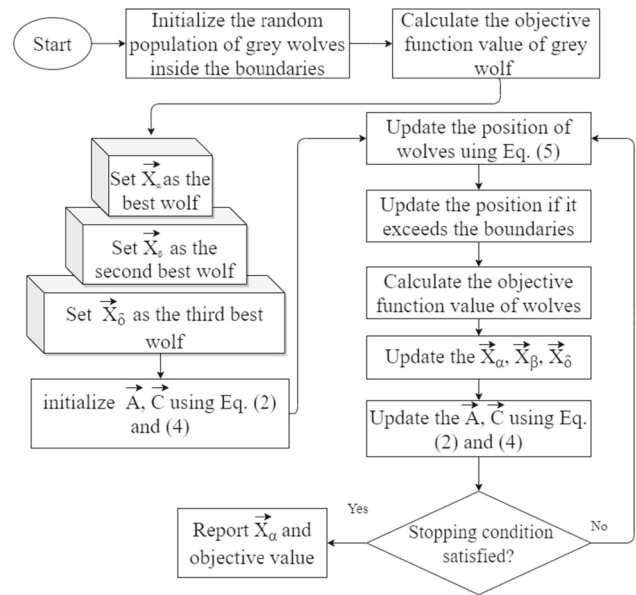 Start
Initialize the random
population of grey wolves
inside the boundaries
Calculate the objective
function value of grey
wolf
Set X⃗α as the
best wolf
Set X⃗ as the
second best wolf
Set X⃗δ as the third best
wolf
initialize A⃗, C⃗ using Eq. (2)
and (4)
Update the position of
wolves uing Eq. (5)
Update the position if it
exceeds the boundaries
Calculate the objective
function value of wolves
Update the X⃗α, X⃗β, X⃗δ
Update the A⃗, C⃗ using Eq.
(2) and (4)
Stopping condition
satisfied?
Yes
No
Report X⃗α and
objective value